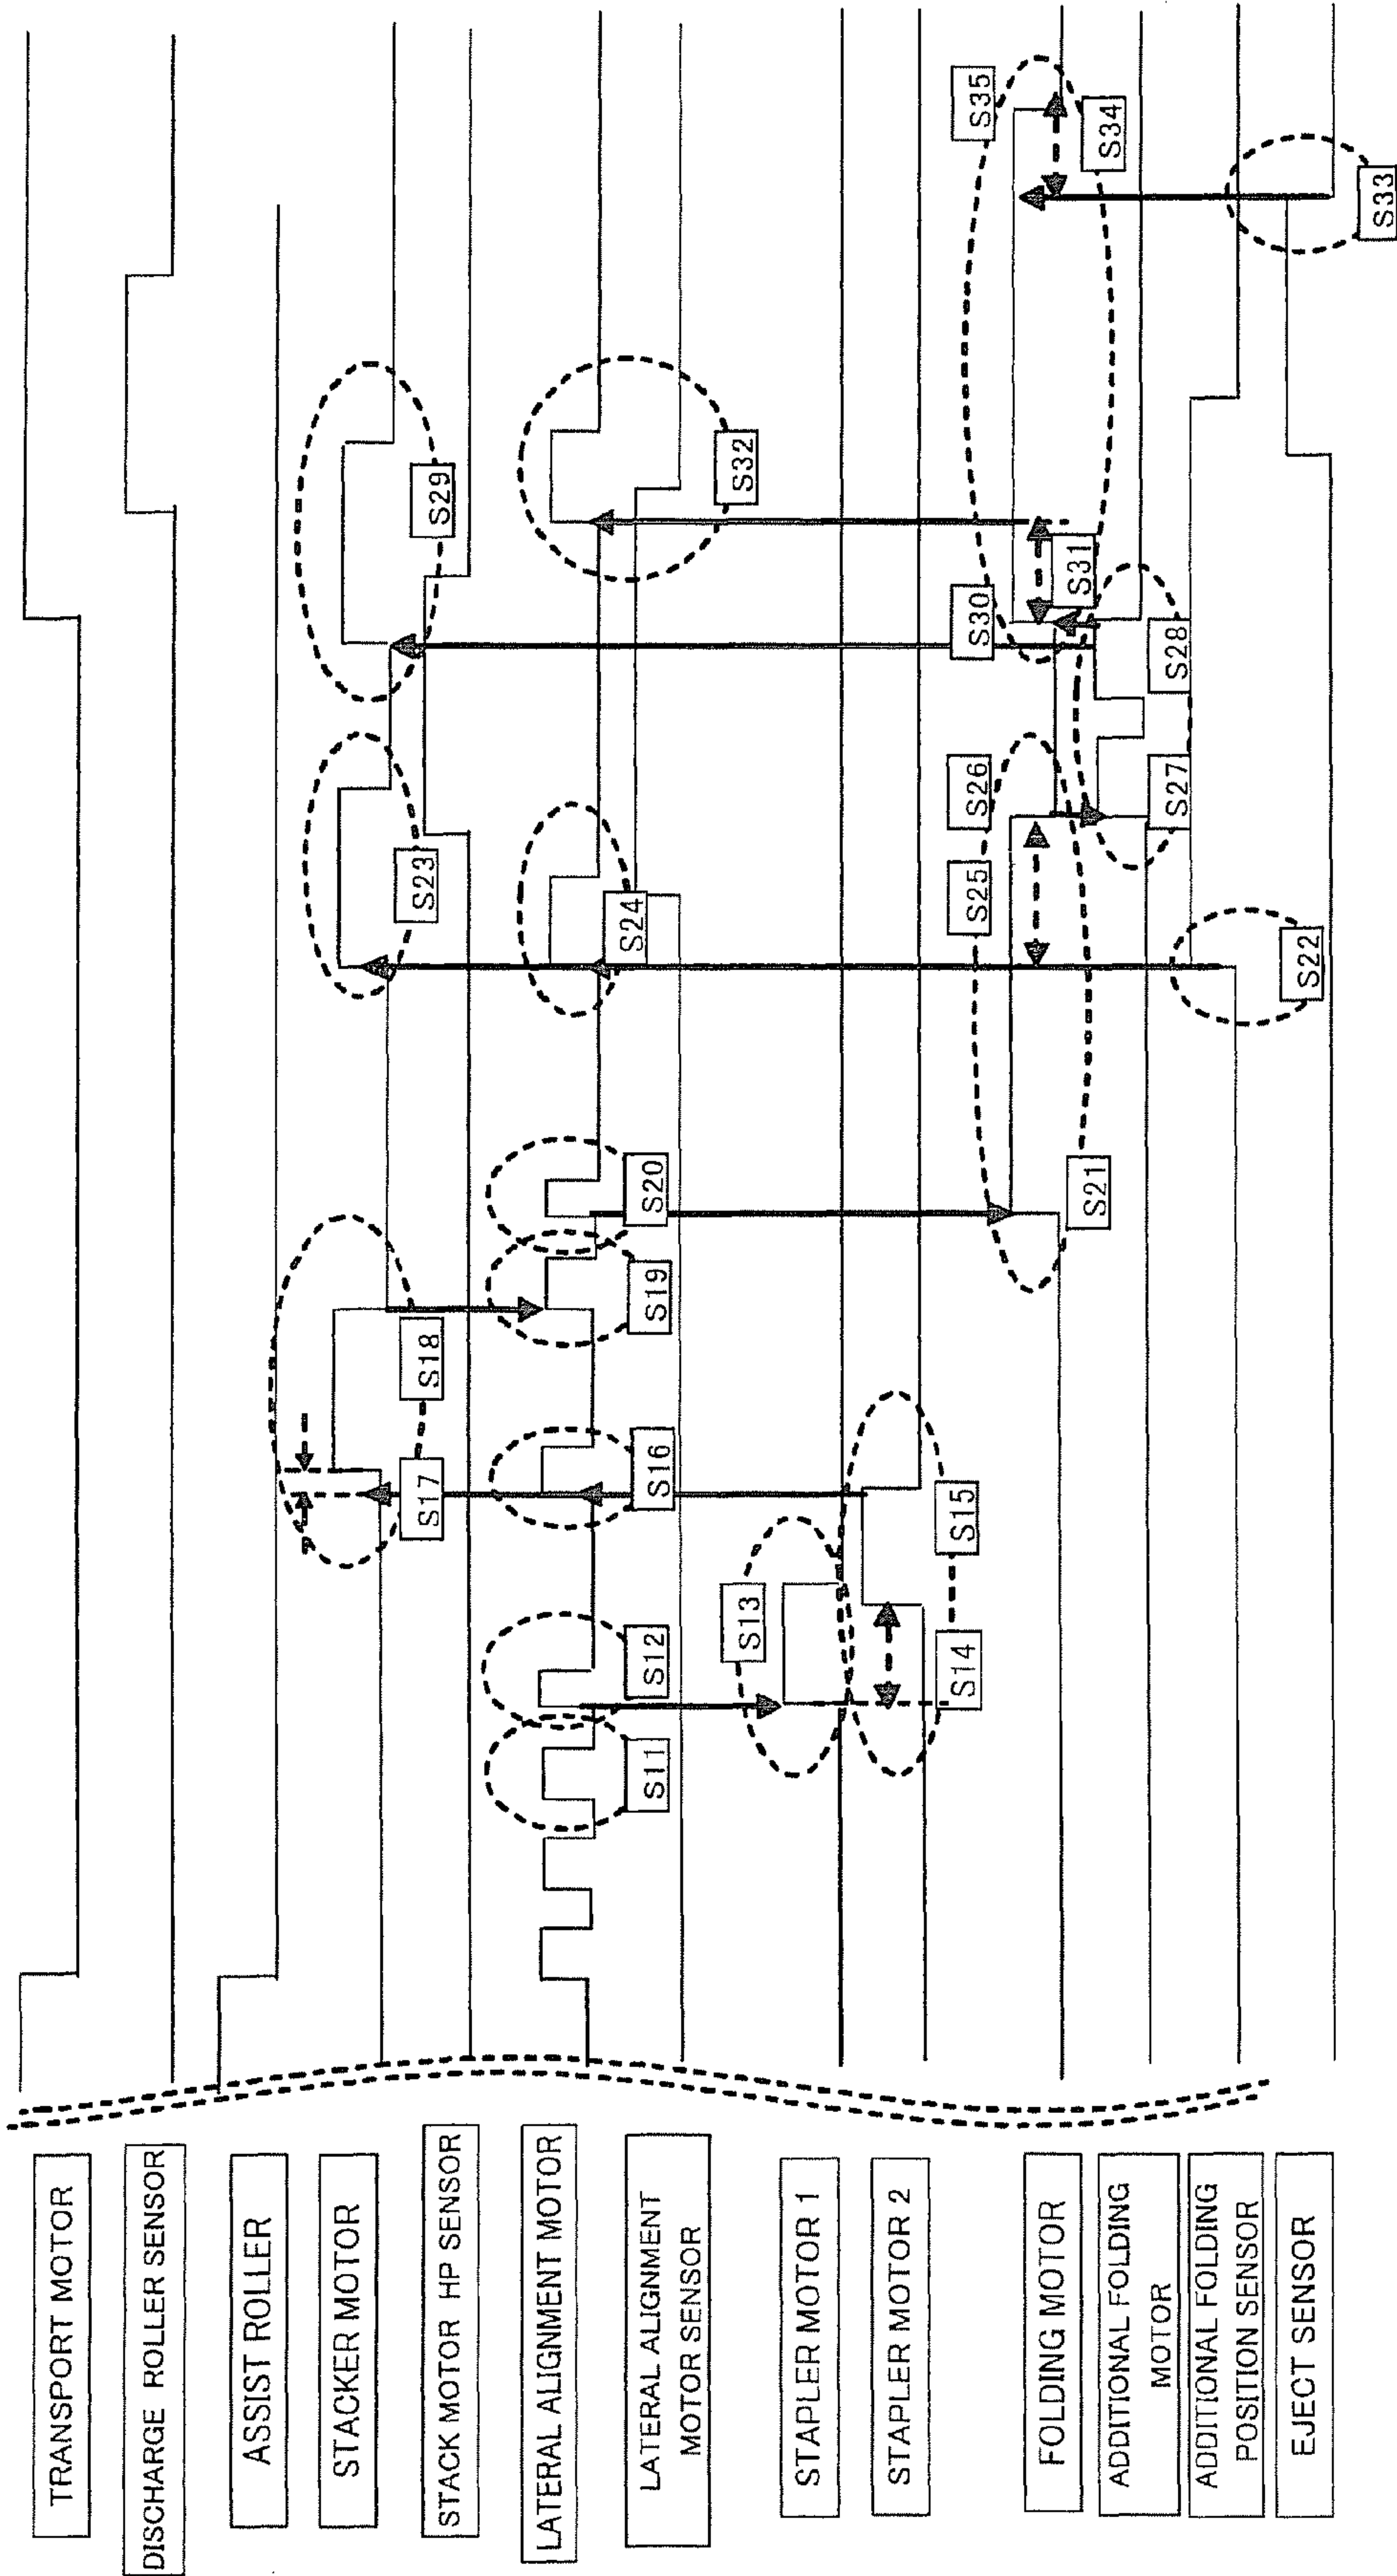 TRANSPORT MOTOR
DISCHARGE ROLLER SENSOR
ASSIST ROLLER
STACKER MOTOR
STACK MOTOR HP SENSOR
LATERAL ALIGNMENT MOTOR
LATERAL ALIGNMENT
MOTOR SENSOR
STAPLER MOTOR 1
STAPLER MOTOR 2
FOLDING MOTOR
ADDITIONAL FOLDING
MOTOR
ADDITIONAL FOLDING
POSITION SENSOR
EJECT SENSOR
S11
S12
S13
S14
S15
S16
S17
S18
S19
S20
S21
S22
S23
S24
S25
S26
S27
S28
S29
S30
S31
S32
S33
S34
S35